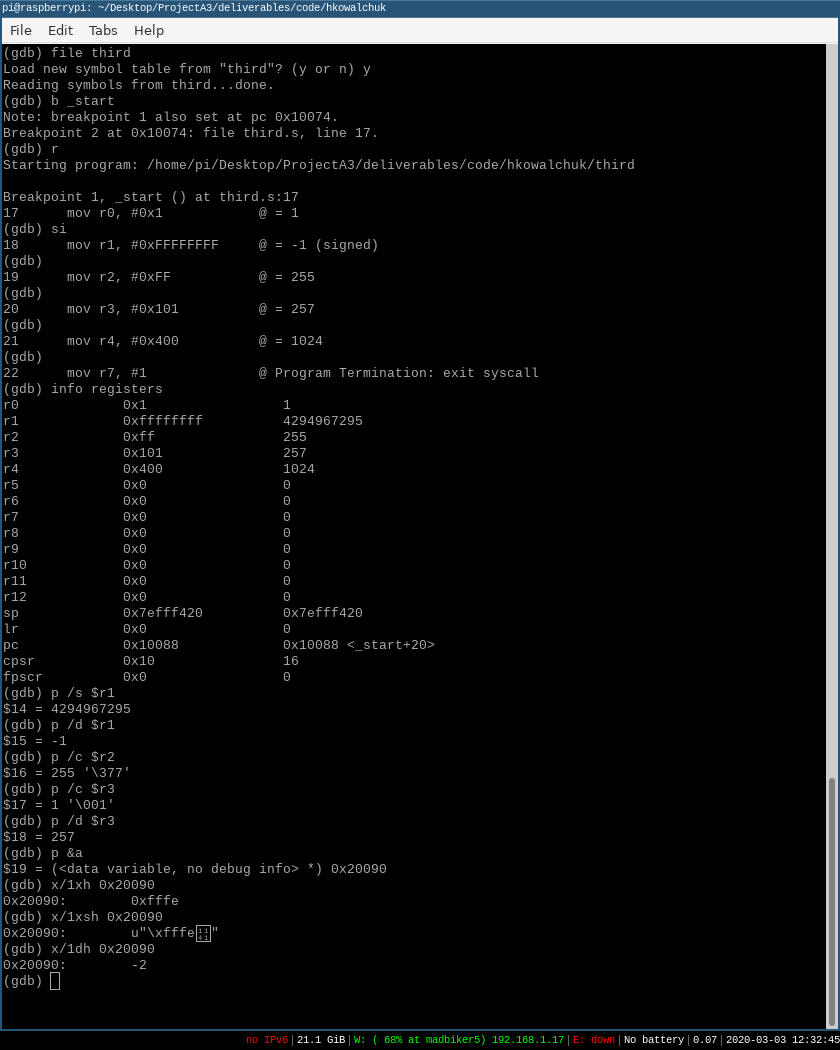 pi@raspberrypi: ~/Desktop/ProjectA3/deliverables/code/hkowalchuk
File Edit Tabs Help
(gdb) file third
Load new symbol table from "third"? (y or n) y
Reading symbols from third...done.
(gdb) b _start
Note: breakpoint 1 also set at pc 0x10074.
Breakpoint 2 at 0x10074: file third.s, line 17.
(gdb) r
Starting program: /home/pi/Desktop/ProjectA3/deliverables/code/hkowalchuk/third
Breakpoint 1, _start () at third.s:17
17      mov r0, #0x1            @ = 1
(gdb) si
18      mov r1, #0xFFFFFFFF     @ = -1 (signed)
(gdb)
19      mov r2, #0xFF           @ = 255
(gdb)
20      mov r3, #0x101          @ = 257
(gdb)
21      mov r4, #0x400          @ = 1024
(gdb)
22      mov r7, #1              @ Program Termination: exit syscall
(gdb) info registers
r0             0x1                 1
r1             0xffffffff          4294967295
r2             0xff                255
r3             0x101               257
r4             0x400               1024
r5             0x0                 0
r6             0x0                 0
r7             0x0                 0
r8             0x0                 0
r9             0x0                 0
r10            0x0                 0
r11            0x0                 0
r12            0x0                 0
sp             0x7efff420          0x7efff420
lr             0x0                 0
pc             0x10088             0x10088 <_start+20>
cpsr           0x10                16
fpscr          0x0                 0
(gdb) p /s $r1
$14 = 4294967295
(gdb) p /d $r1
$15 = -1
(gdb) p /c $r2
$16 = 255 '\377'
(gdb) p /c $r3
$17 = 1 '\001'
(gdb) p /d $r3
$18 = 257
(gdb) p &a
$19 = (<data variable, no debug info> *) 0x20090
(gdb) x/1xh 0x20090
0x20090:        0xfffe
(gdb) x/1xsh 0x20090
0x20090:        u"\xfffe"
(gdb) x/1dh 0x20090
0x20090:        -2
(gdb)
no IPv6|21.1 GiB|W: ( 68% at madbiker5) 192.168.1.17|E: down|No battery|0.07|2020-03-03 12:32:45